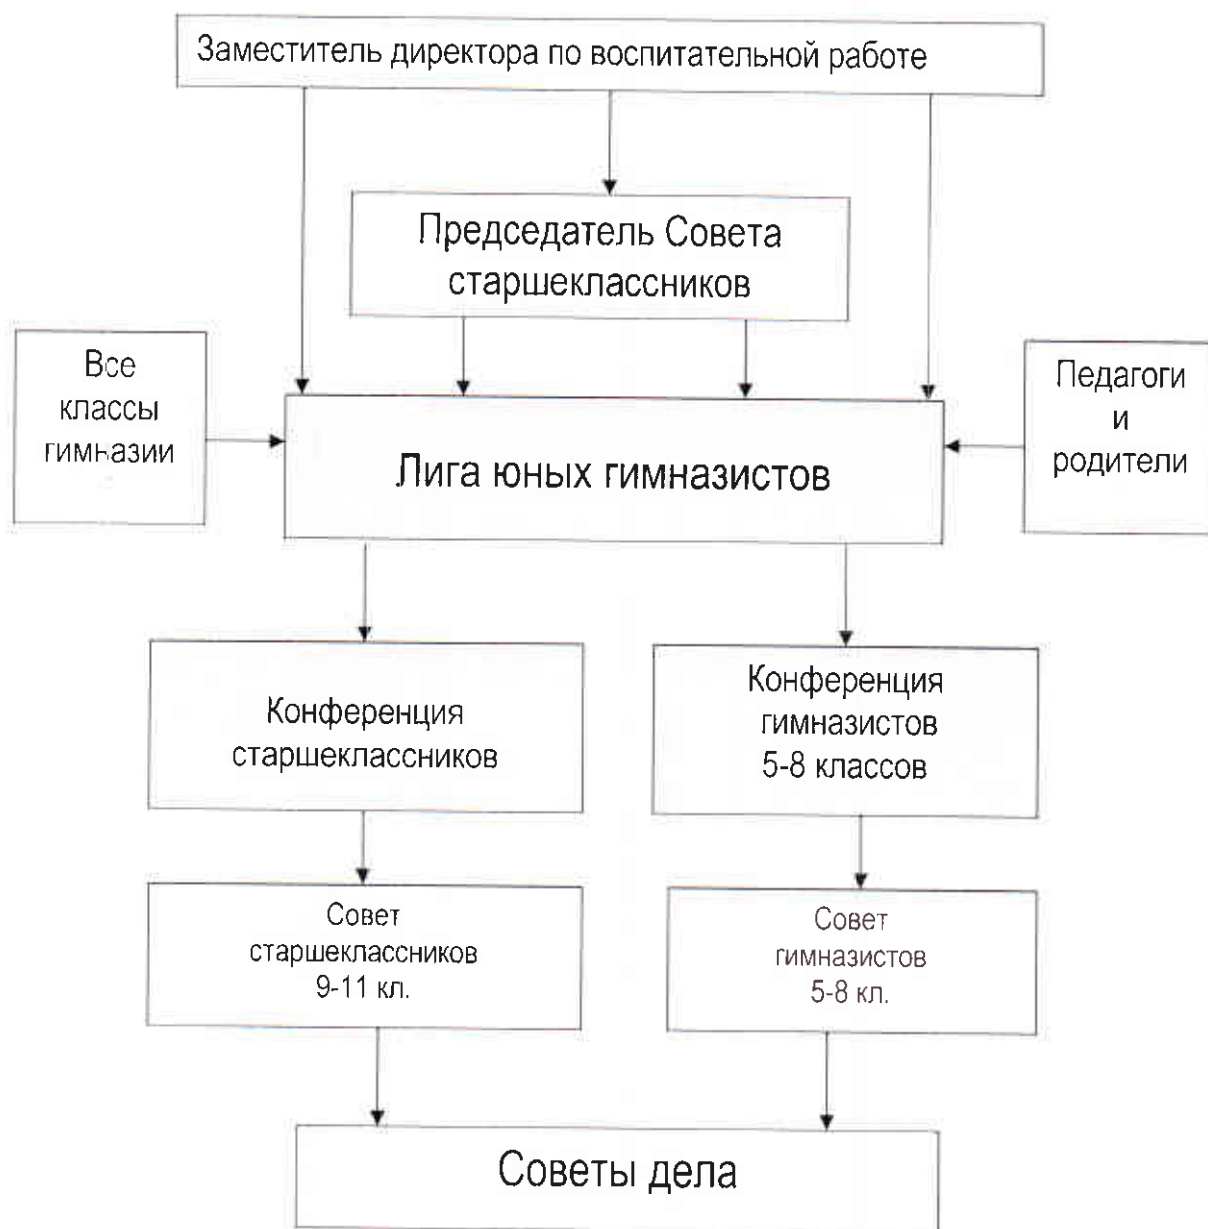 Заместитель директора по воспитательной работе
Председатель Совета
старшеклассников
Все
классы
гимназии
Педагоги
и
родители
Лига юных гимназистов
Конференция
старшеклассников
Конференция
гимназистов
5-8 классов
Совет
старшеклассников
9-11 кл.
Совет
гимназистов
5-8 кл.
Советы дела